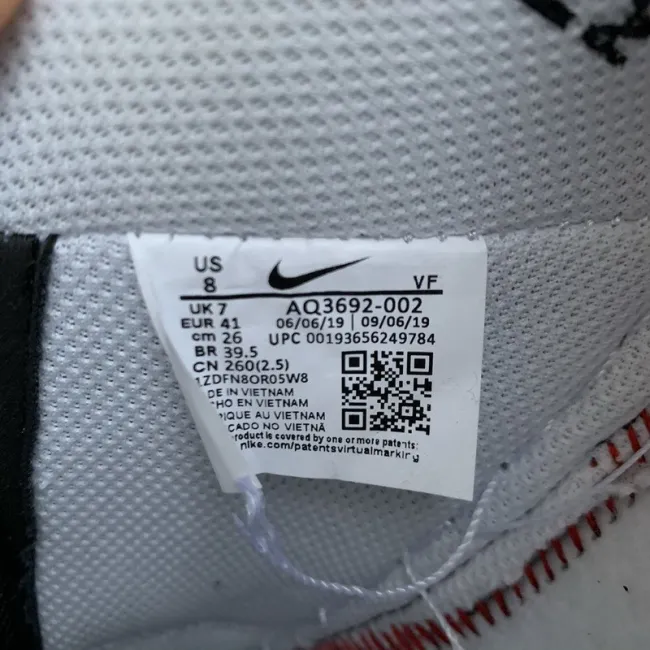 US
8
VF
UK 7
EUR 41
cm 26
BR 39.5
CN 260(2.5)
1ZDFN8OR05W8
AQ3692-002
06/06/19 | 09/06/19
UPC 00193656249784
DE IN VIETNAM
HO EN VIETNAM
IQUE AU VIETNAM
CADO NO VIETNÃ
roduct is covered by one or more patents:
nike.com/patentsvirtualmarking